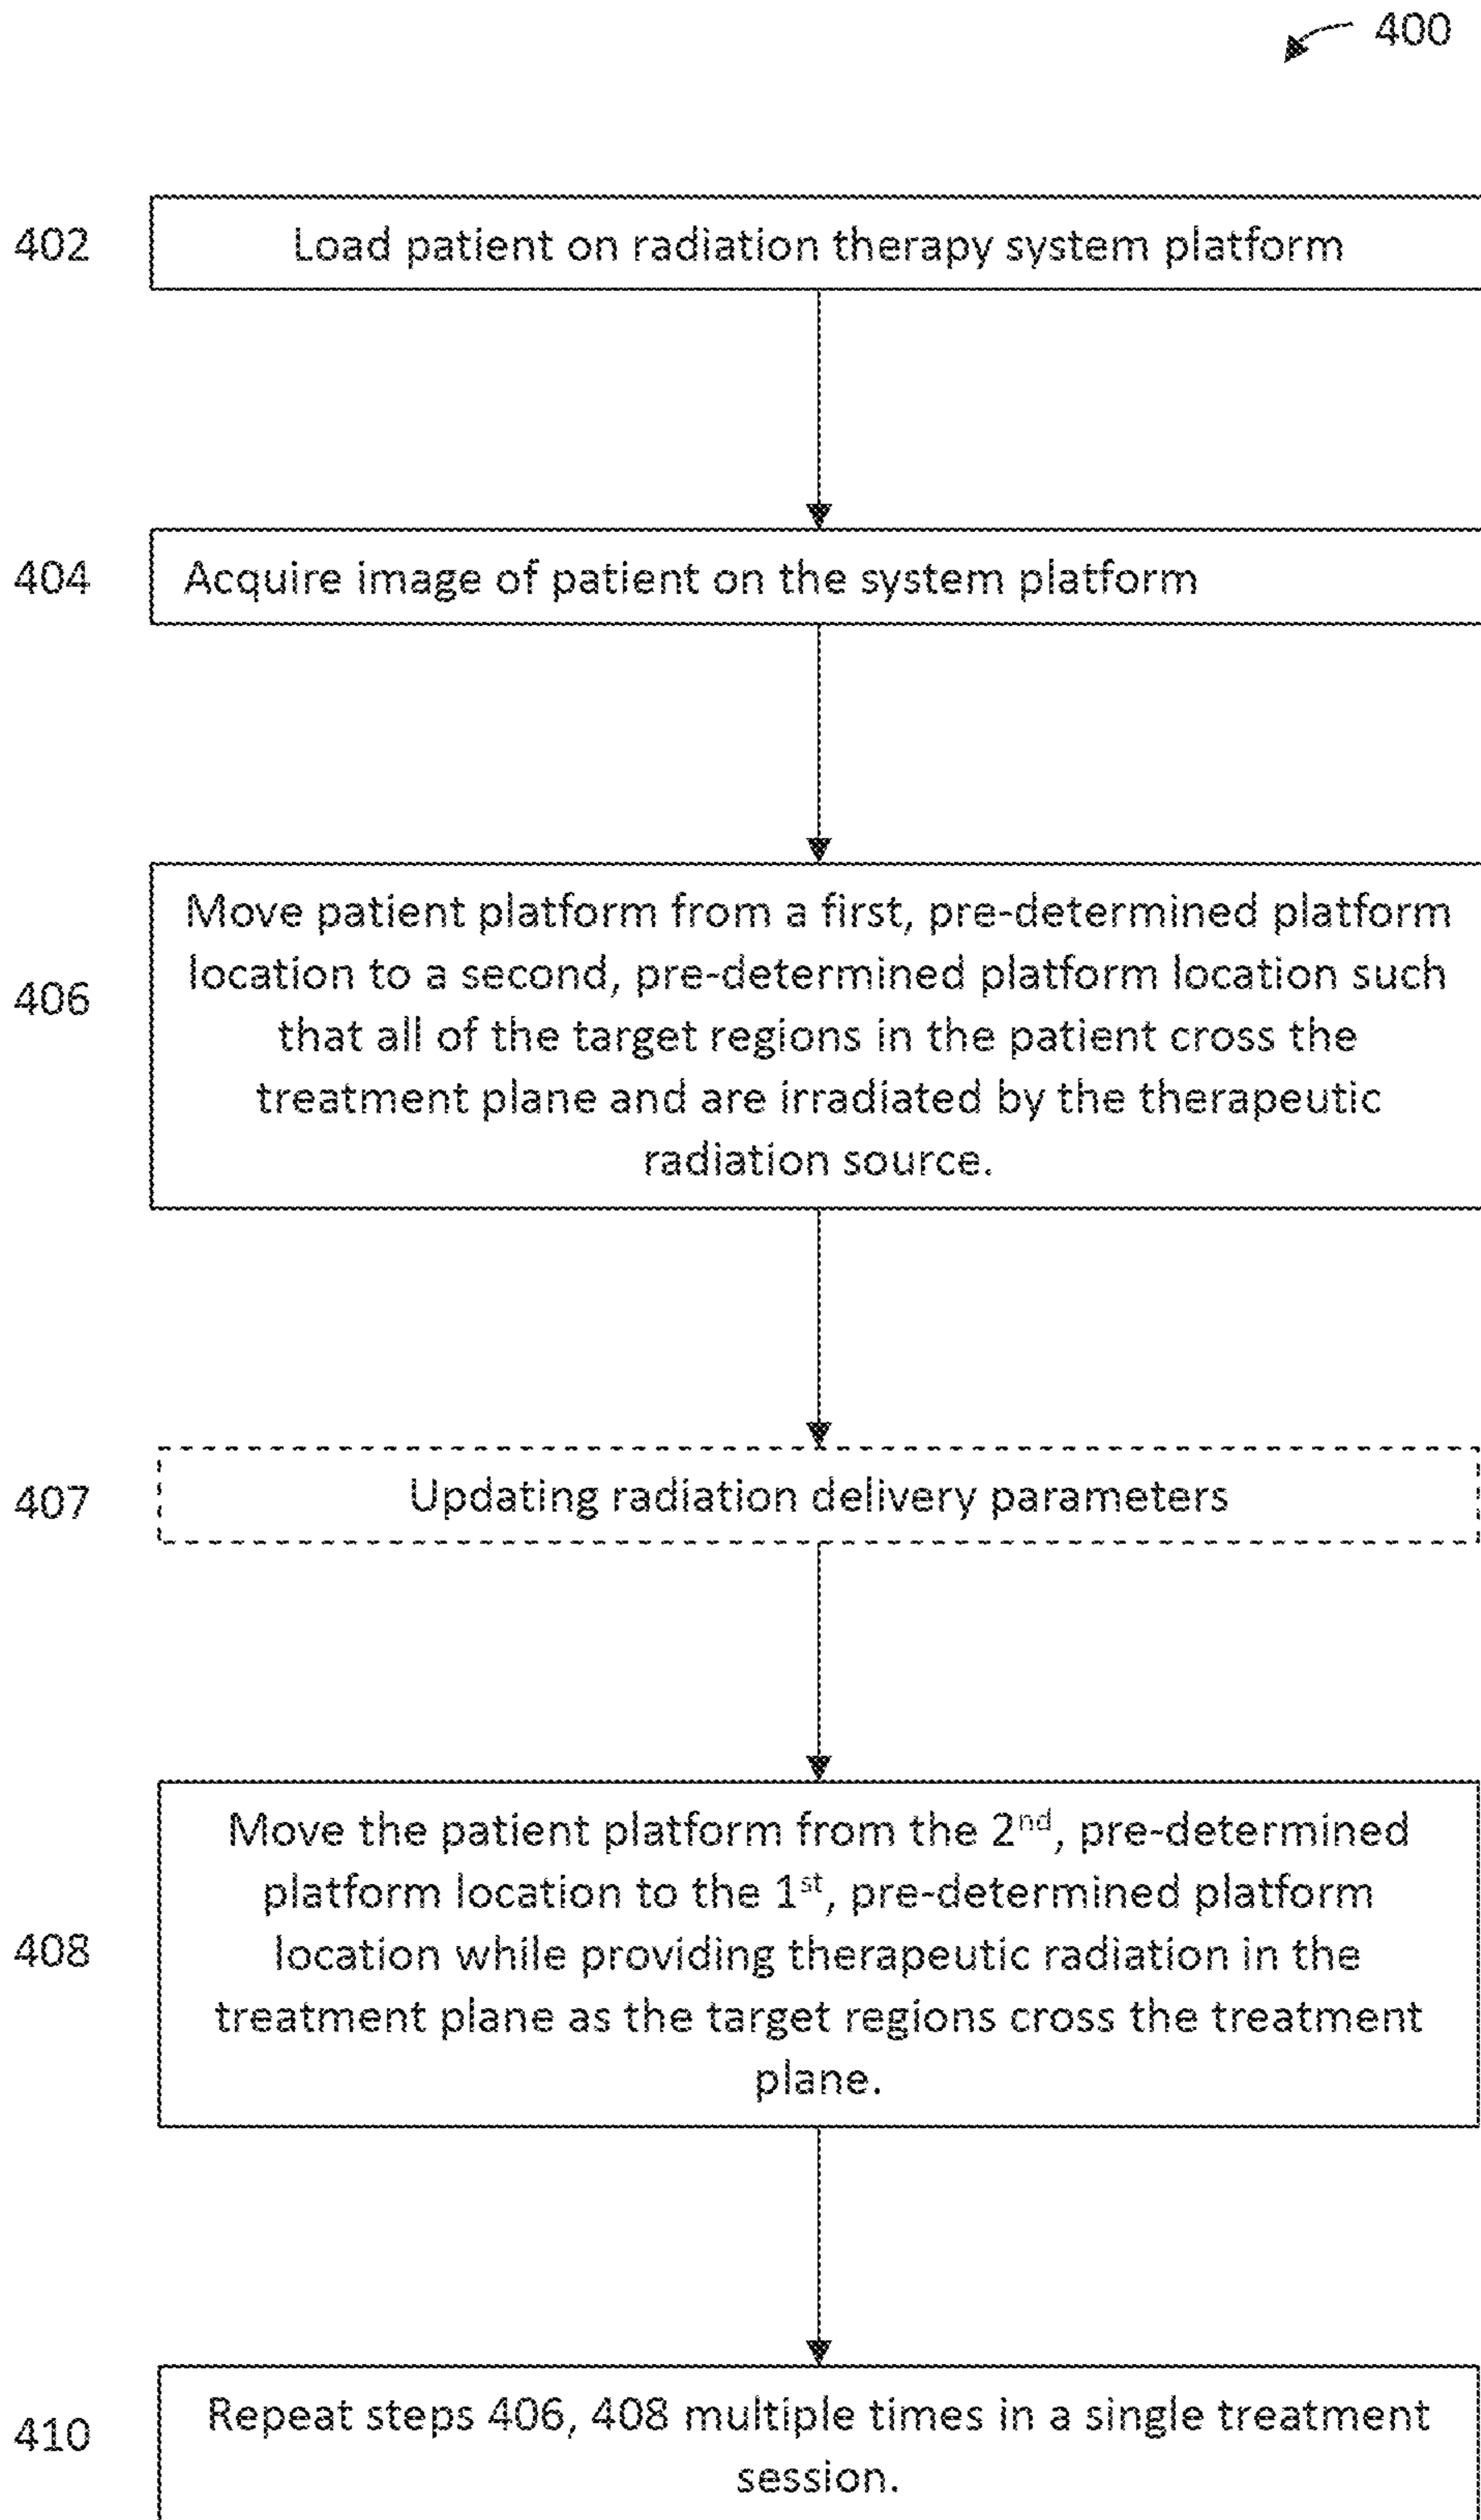 400
402
Load patient on radiation therapy system platform
404
Acquire image of patient on the system platform
406
Move patient platform from a first, pre-determined platform
location to a second, pre-determined platform location such
that all of the target regions in the patient cross the
treatment plane and are irradiated by the therapeutic
radiation source.
407
Updating radiation delivery parameters
408
Move the patient platform from the 2nd, pre-determined
platform location to the 1st, pre-determined platform
location while providing therapeutic radiation in the
treatment plane as the target regions cross the treatment
plane.
410
Repeat steps 406, 408 multiple times in a single treatment
session.